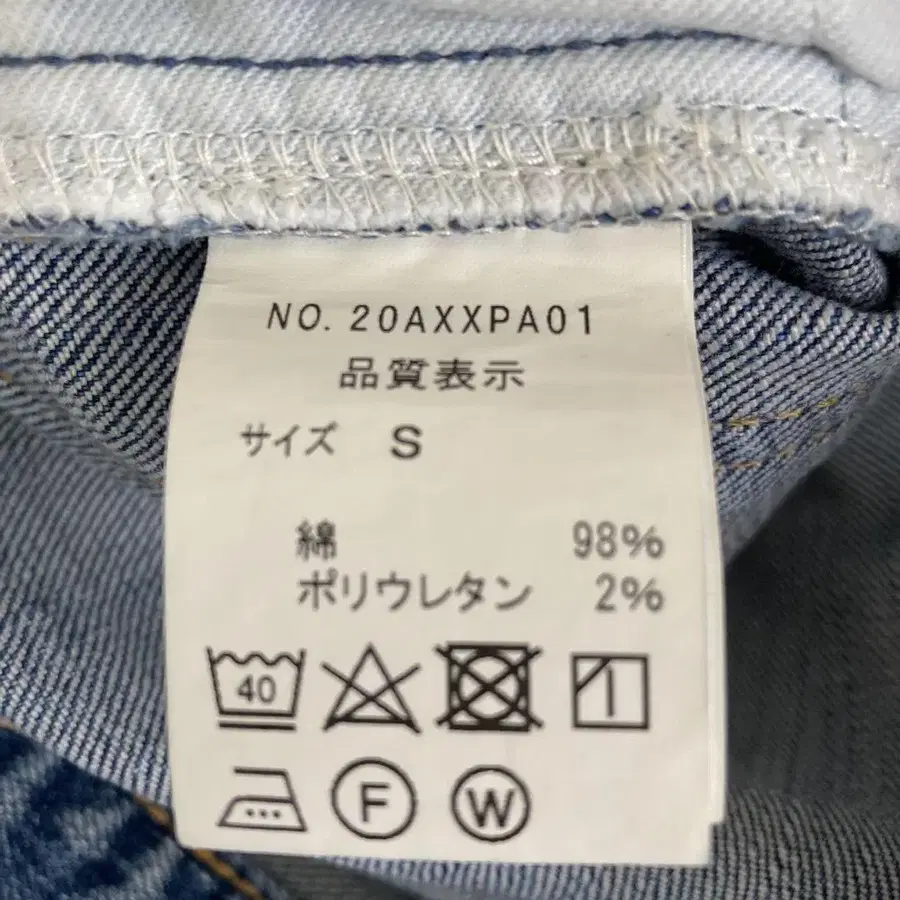 NO. 20AXXPA01
品質表示
サイズ S
綿 98%
ポリウレタン 2%
40
F W